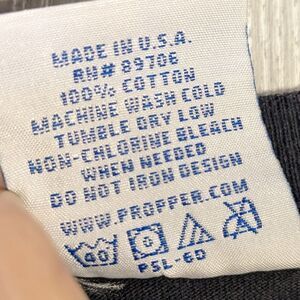 MADE IN U.S.A.
RN# 89706
100% COTTON
MACHINE WASH COLD
TUMBLE DRY LOW
NON-CHLORINE BLEACH
WHEN NEEDED
DO NOT IRON DESIGN
WWW.PROPPER.COM
40
PSL-6D